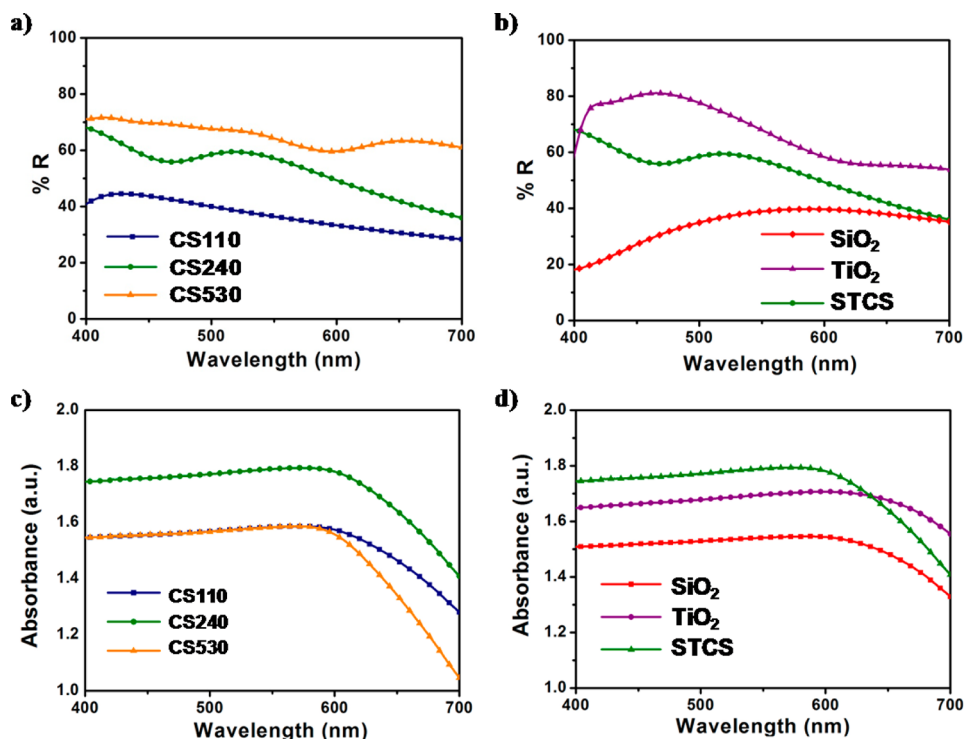 a)
100
80
60
40
20
0
% R
CS110
CS240
CS530
400
500
600
700
Wavelength (nm)
b)
100
80
60
40
20
0
% R
SiO₂
TiO₂
STCS
400
500
600
700
Wavelength (nm)
c)
2.0
1.8
1.6
1.4
1.2
1.0
Absorbance (a.u.)
CS110
CS240
CS530
400
500
600
700
Wavelength (nm)
d)
2.0
1.8
1.6
1.4
1.2
1.0
Absorbance (a.u.)
SiO₂
TiO₂
STCS
400
500
600
700
Wavelength (nm)